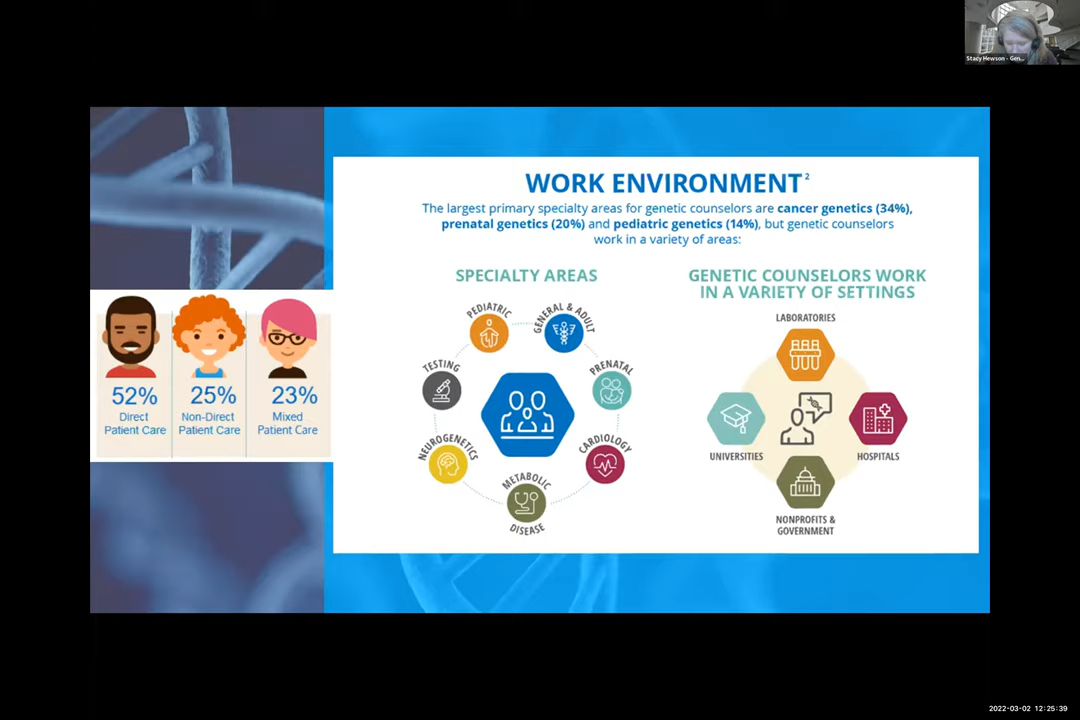 Stacy Hewson - Gen...
WORK ENVIRONMENT2
The largest primary specialty areas for genetic counselors are cancer genetics (34%),
prenatal genetics (20%) and pediatric genetics (14%), but genetic counselors
work in a variety of areas:
SPECIALTY AREAS
PEDIATRIC
GENERAL & ADULT
TESTING
PRENATAL
NEUROGENETICS
CARDIOLOGY
METABOLIC
DISEASE
GENETIC COUNSELORS WORK
IN A VARIETY OF SETTINGS
LABORATORIES
UNIVERSITIES
HOSPITALS
NONPROFITS &
GOVERNMENT
52%
Direct
Patient Care
25%
Non-Direct
Patient Care
23%
Mixed
Patient Care
2022-03-02 12:25:39